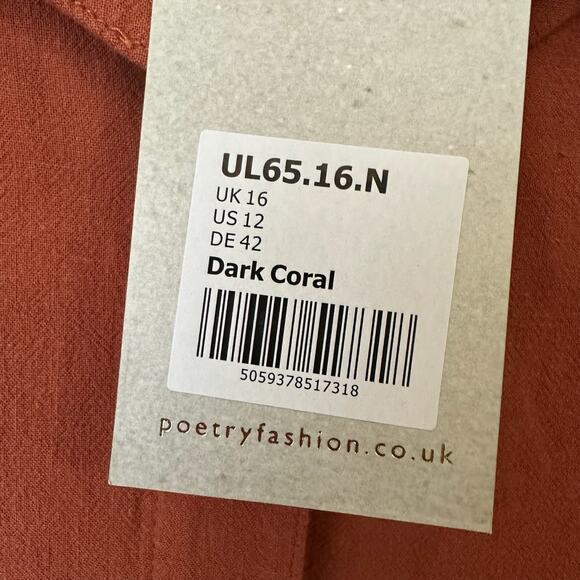 UL65.16.N
UK 16
US 12
DE 42
Dark Coral
5059378517318
poetryfashion.co.uk